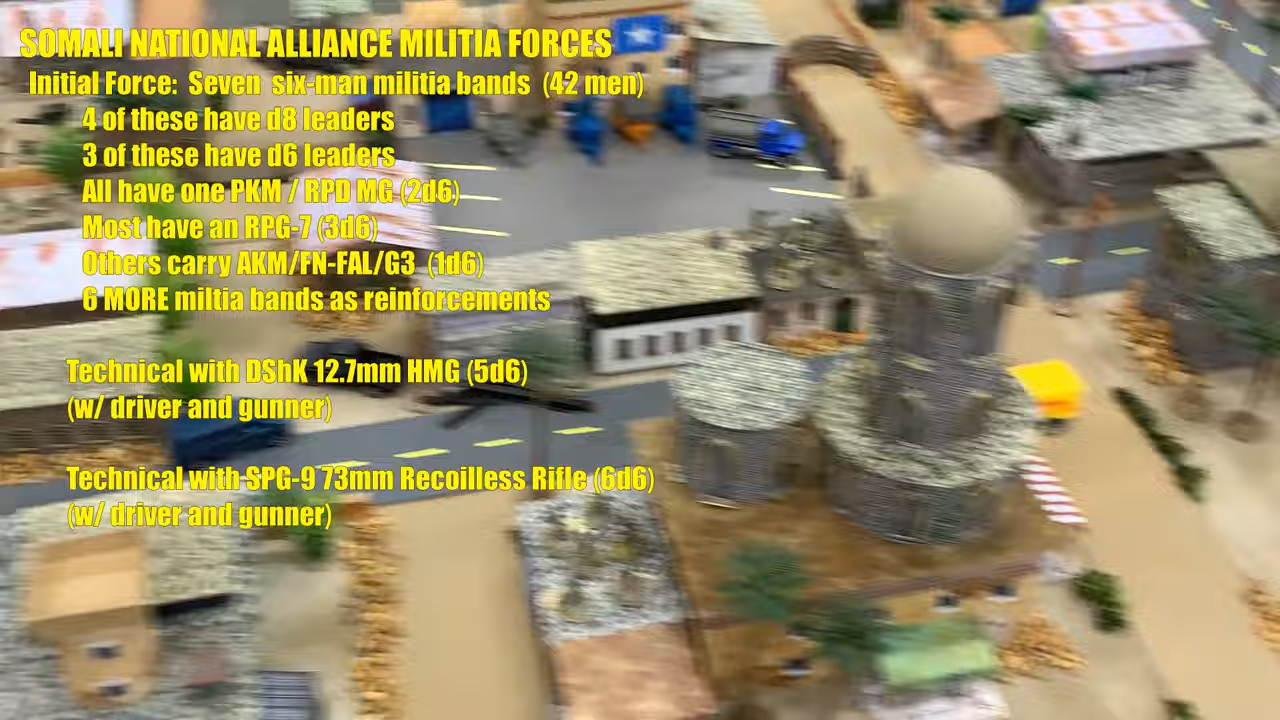 SOMALI NATIONAL ALLIANCE MILITIA FORCES
Initial Force: Seven six-man militia bands (42 men)
4 of these have d8 leaders
3 of these have d6 leaders
All have one PKM / RPD MG (2d6)
Most have an RPG-7 (3d6)
Others carry AKM/FN-FAL/G3 (1d6)
6 MORE miltia bands as reinforcements
Technical with DShK 12.7mm HMG (5d6)
(w/ driver and gunner)
Technical with SPG-9 73mm Recoilless Rifle (6d6)
(w/ driver and gunner)